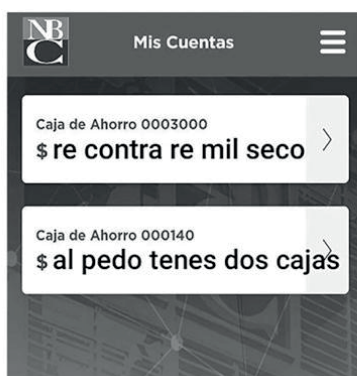 NB
C
Mis Cuentas
Caja de Ahorro 0003000
$ re contra re mil seco
Caja de Ahorro 000140
$ al pedo tenes dos cajas